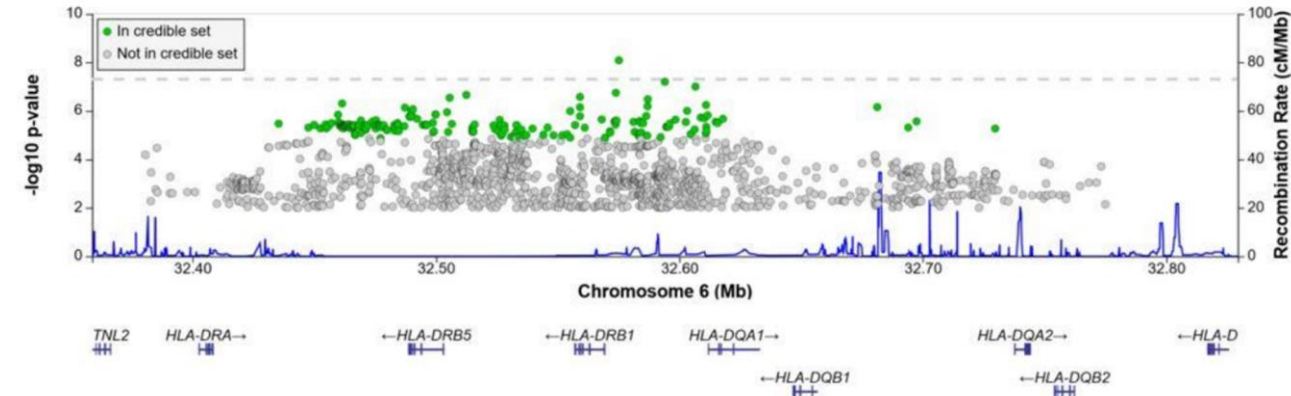 10
8
6
4
2
0
-log10 p-value
In credible set
Not in credible set
100
80
60
40
20
0
Recombination Rate (cM/Mb)
32.40 32.50 32.60 32.70 32.80
Chromosome 6 (Mb)
TNL2 HLA-DRA→ ←HLA-DRB5 ←HLA-DRB1 HLA-DQA1→ HLA-DQA2→ ←HLA-D
←HLA-DQB1 ←HLA-DQB2